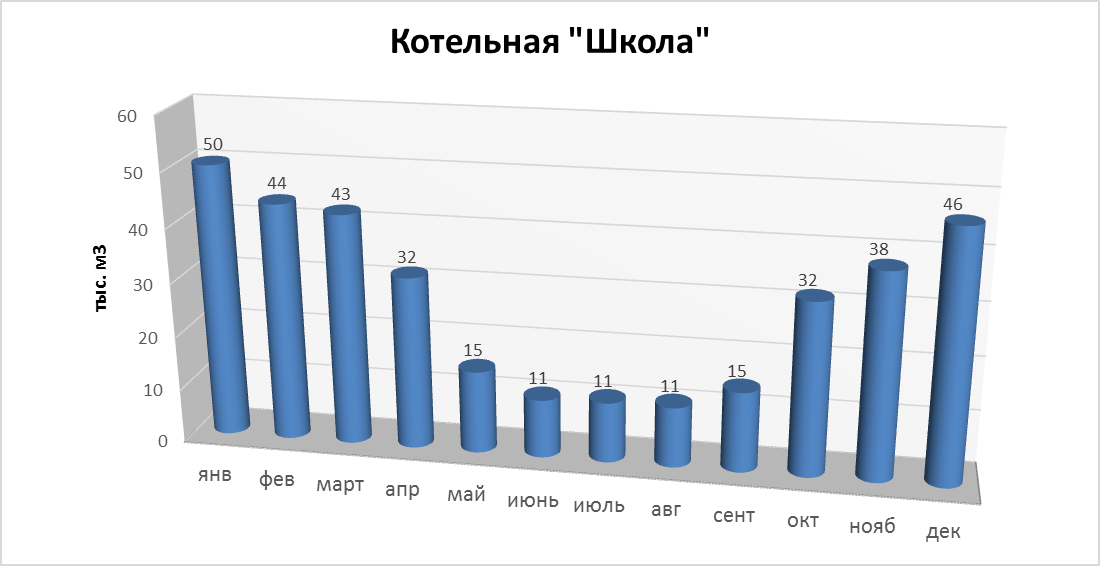 Котельная "Школа"
тыс. м3
60
50
40
30
20
10
0
50
44
43
32
15
11
11
11
15
32
38
46
янв
фев
март
апр
май
июнь
июль
авг
сент
окт
нояб
дек